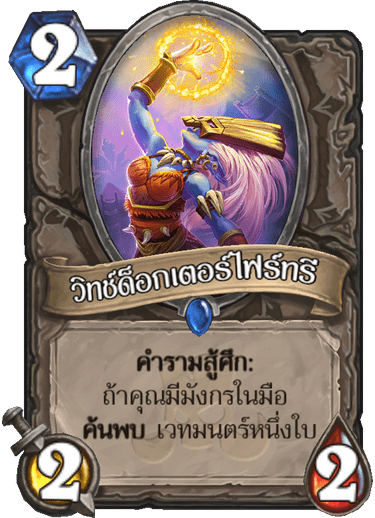 2
วิทช์ด็อกเตอร์ไฟร์ทรี
คำรามสู้ศึก:
ถ้าคุณมีมังกรในมือ
ค้นพบ เวทมนตร์หนึ่งใบ
2
2